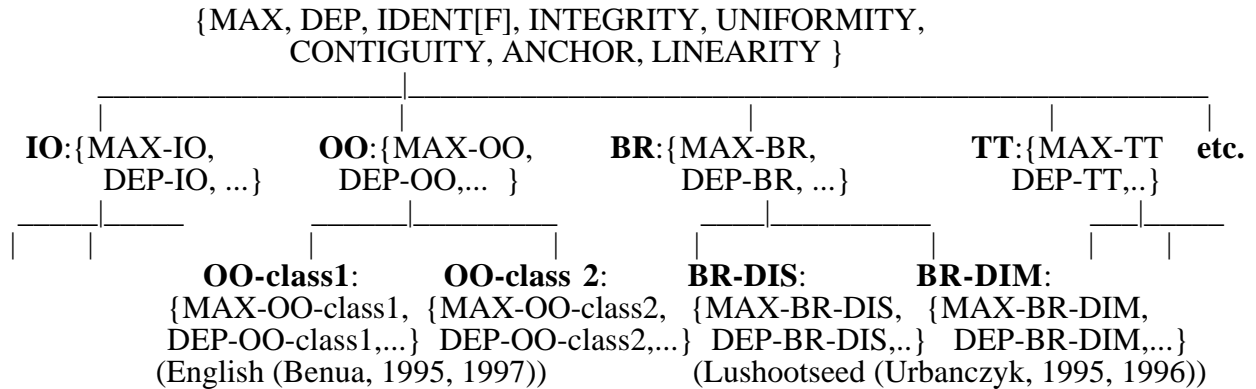 {MAX, DEP, IDENT[F], INTEGRITY, UNIFORMITY,
CONTIGUITY, ANCHOR, LINEARITY }
IO:{MAX-IO, OO:{MAX-OO, BR:{MAX-BR, TT:{MAX-TT etc.
DEP-IO, ...} DEP-OO,... } DEP-BR, ...} DEP-TT,..}
OO-class1: OO-class 2: BR-DIS: BR-DIM:
{MAX-OO-class1, {MAX-OO-class2, {MAX-BR-DIS, {MAX-BR-DIM,
DEP-OO-class1,...} DEP-OO-class2,...} DEP-BR-DIS,..} DEP-BR-DIM,...}
(English (Benua, 1995, 1997)) (Lushootseed (Urbanczyk, 1995, 1996))